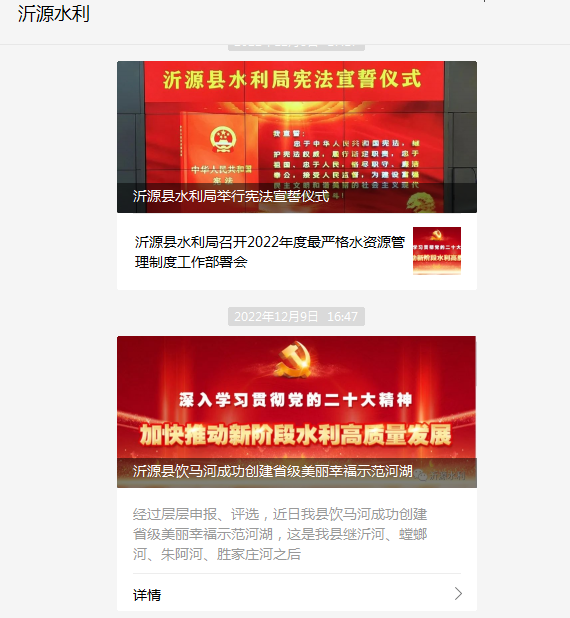 沂源水利
沂源县水利局宪法宣誓仪式
我宣誓：
忠于中华人民共和国宪法，维
护宪法权威，履行法定职责，忠于
祖国、忠于人民，恪尽职守、廉洁
奉公，接受人民监督，为建设富强
中华人民共和国
宪法
沂源县水利局举行宪法宣誓仪式
沂源县水利局召开2022年度最严格水资源管
理制度工作部署会
2022年12月9日 16:47
深入学习贯彻党的二十大精神
加快推动新阶段水利高质量发展
沂源县饮马河成功创建省级美丽幸福示范河湖
经过层层申报、评选，近日我县饮马河成功创建
省级美丽幸福示范河湖，这是我县继沂河、螳螂
河、朱阿河、胜家庄河之后
详情